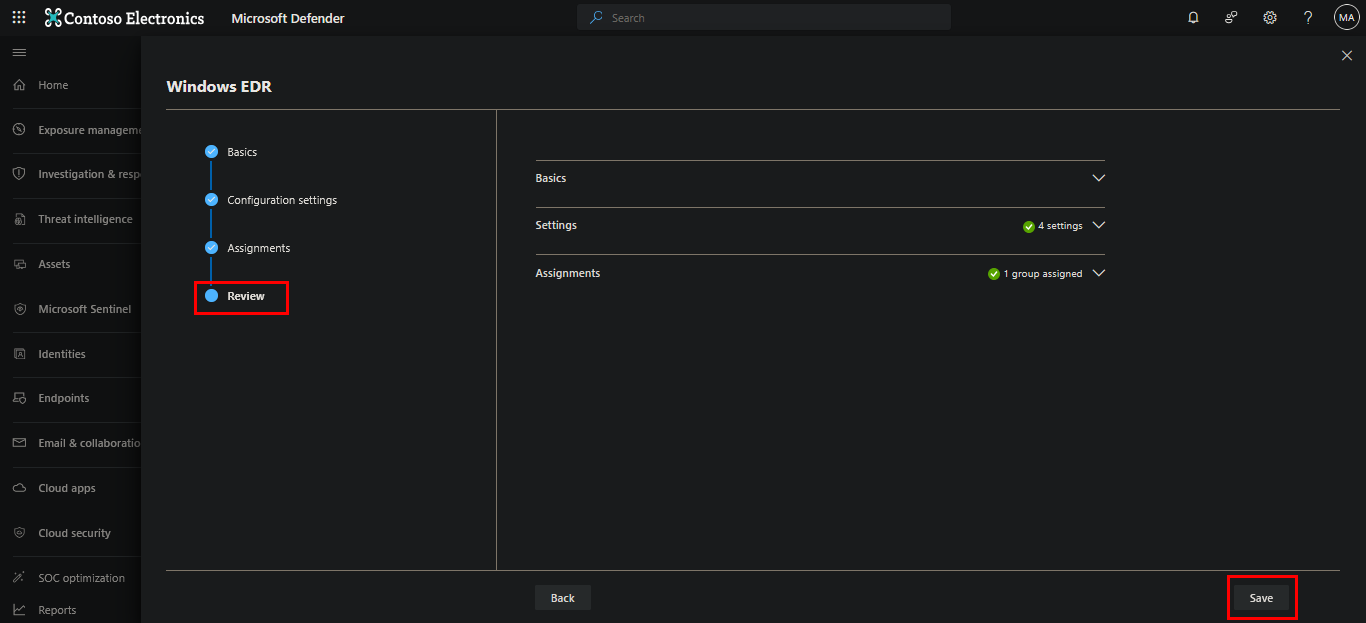 Contoso Electronics
Microsoft Defender
Search
?
MA
Home
Exposure manageme
Investigation & resp
Threat intelligence
Assets
Microsoft Sentinel
Identities
Endpoints
Email & collaboratio
Cloud apps
Cloud security
SOC optimization
Reports
Windows EDR
Basics
Configuration settings
Assignments
Review
Basics
Settings 4 settings
Assignments 1 group assigned
Back
Save